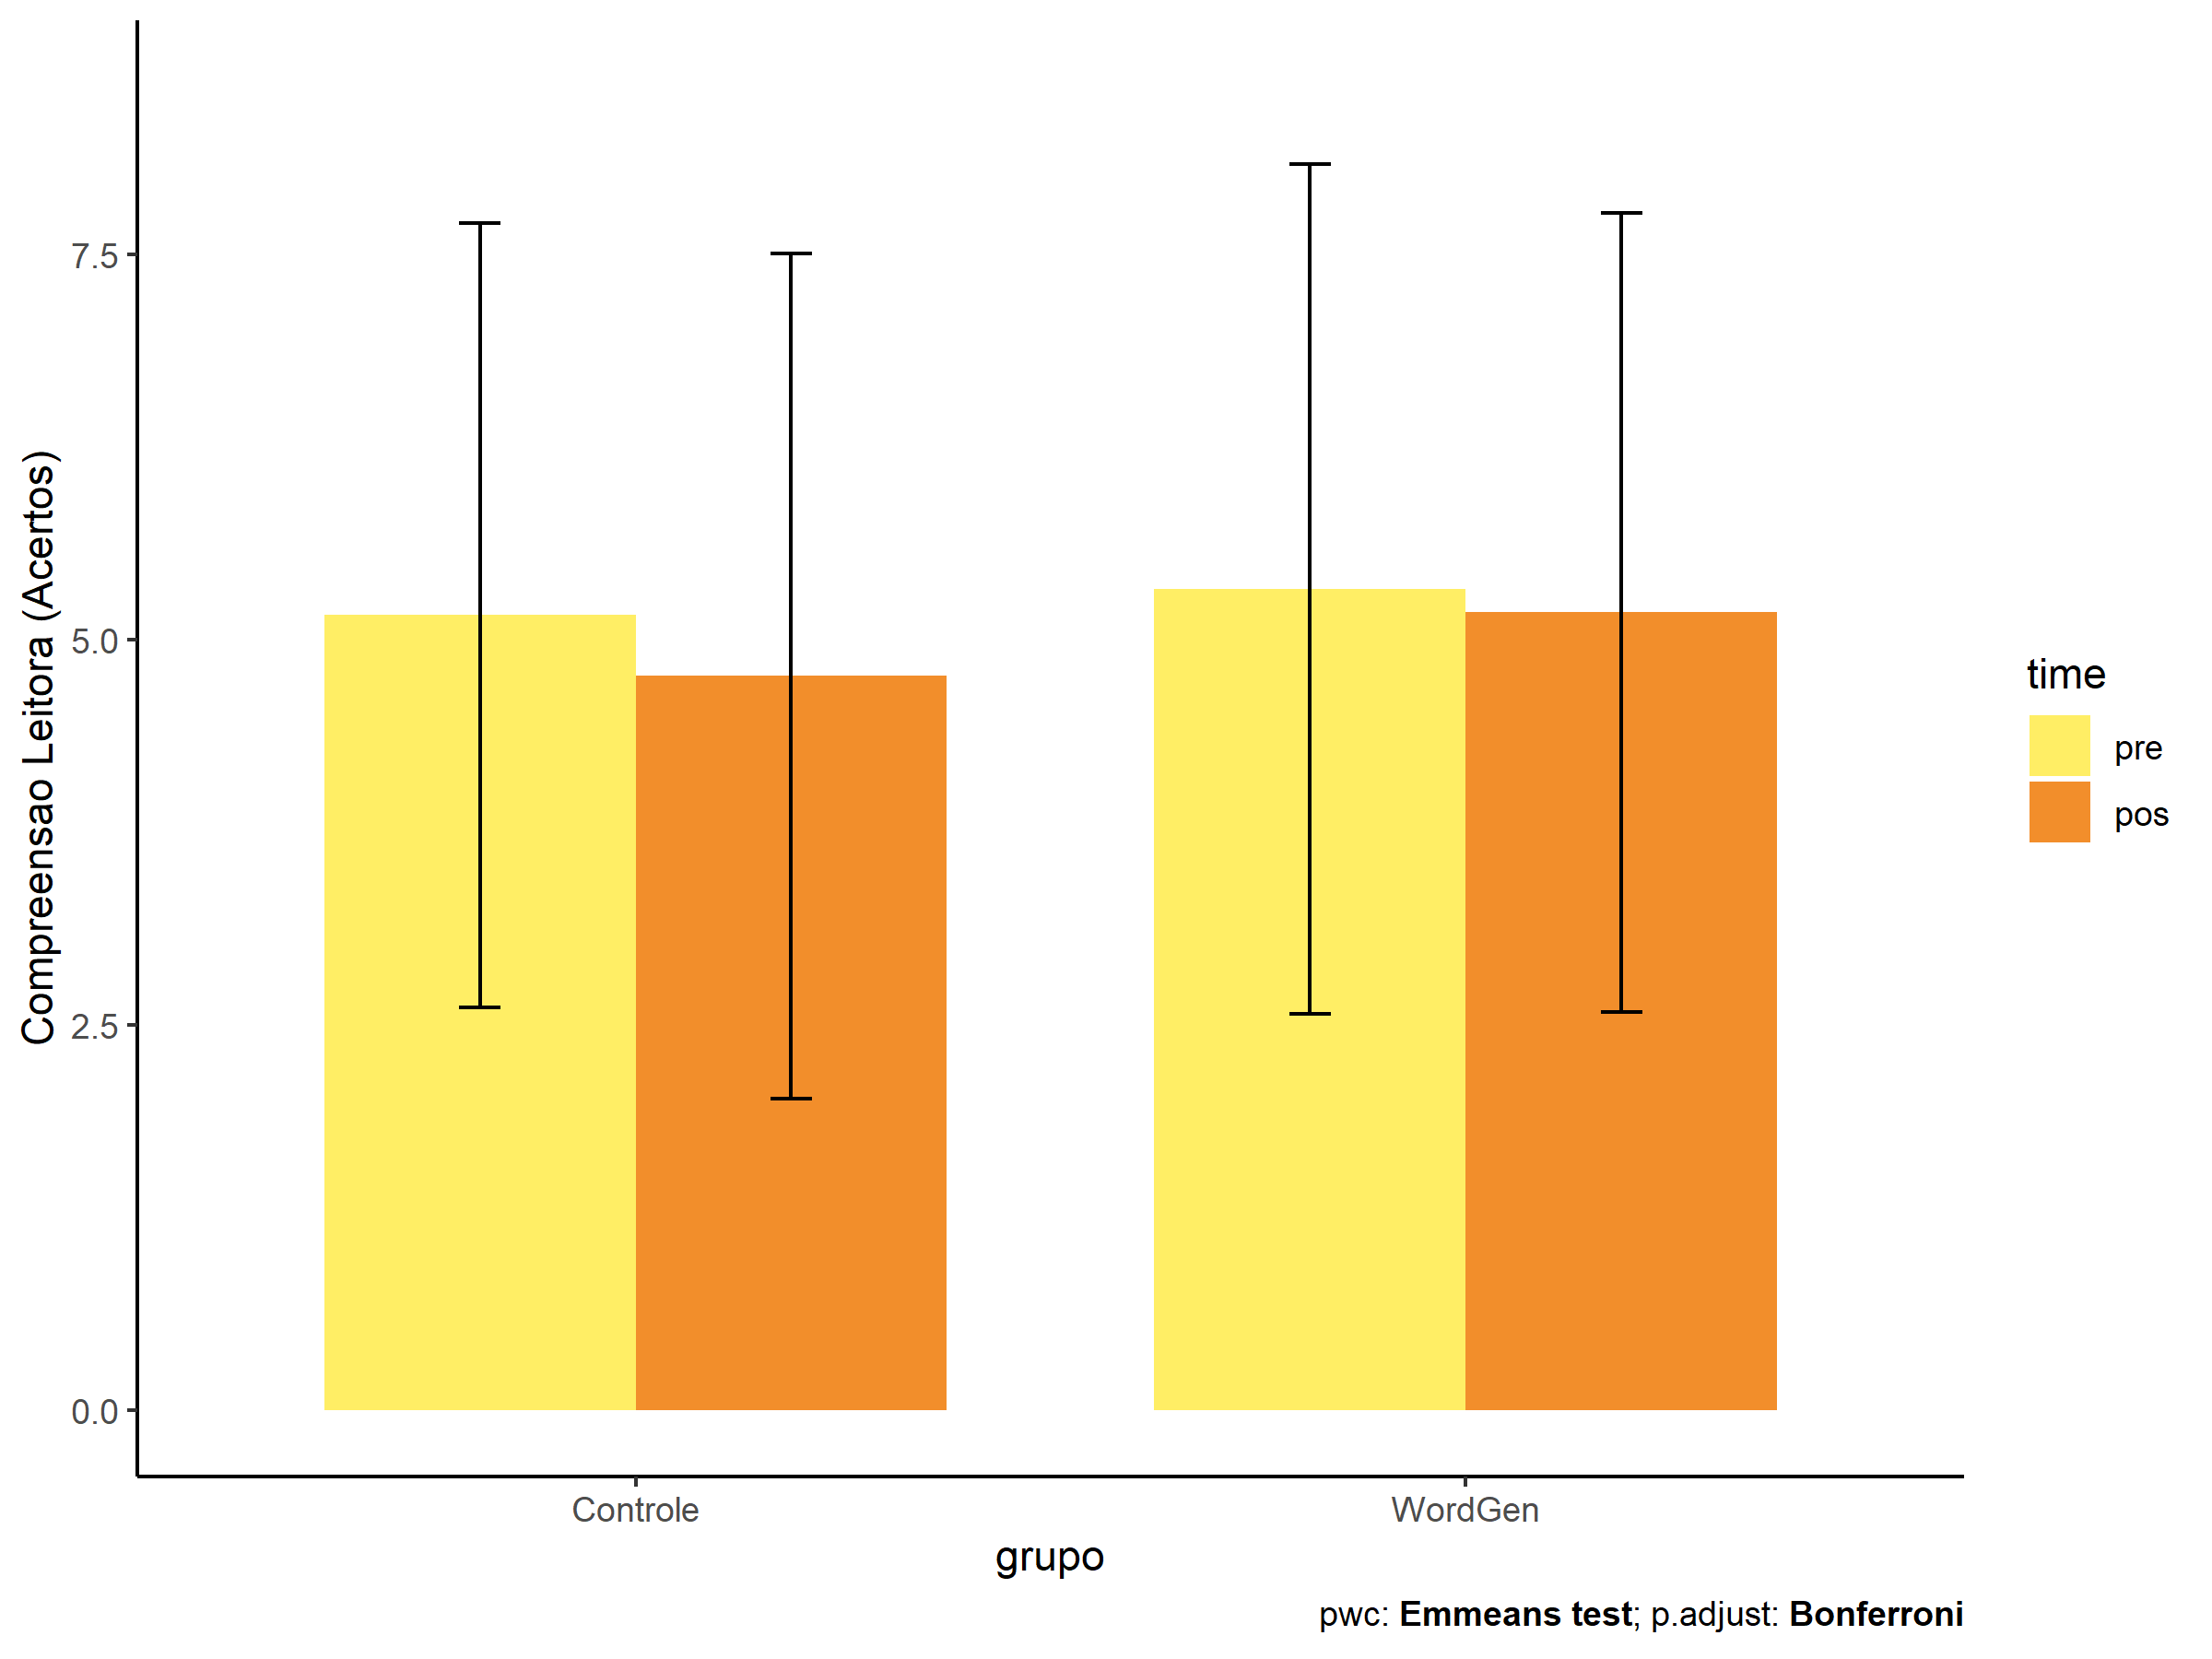 Compreensao Leitora (Acertos)
7.5
5.0
2.5
0.0
Controle
WordGen
grupo
time
pre
pos
pwc: Emmeans test; p.adjust: Bonferroni